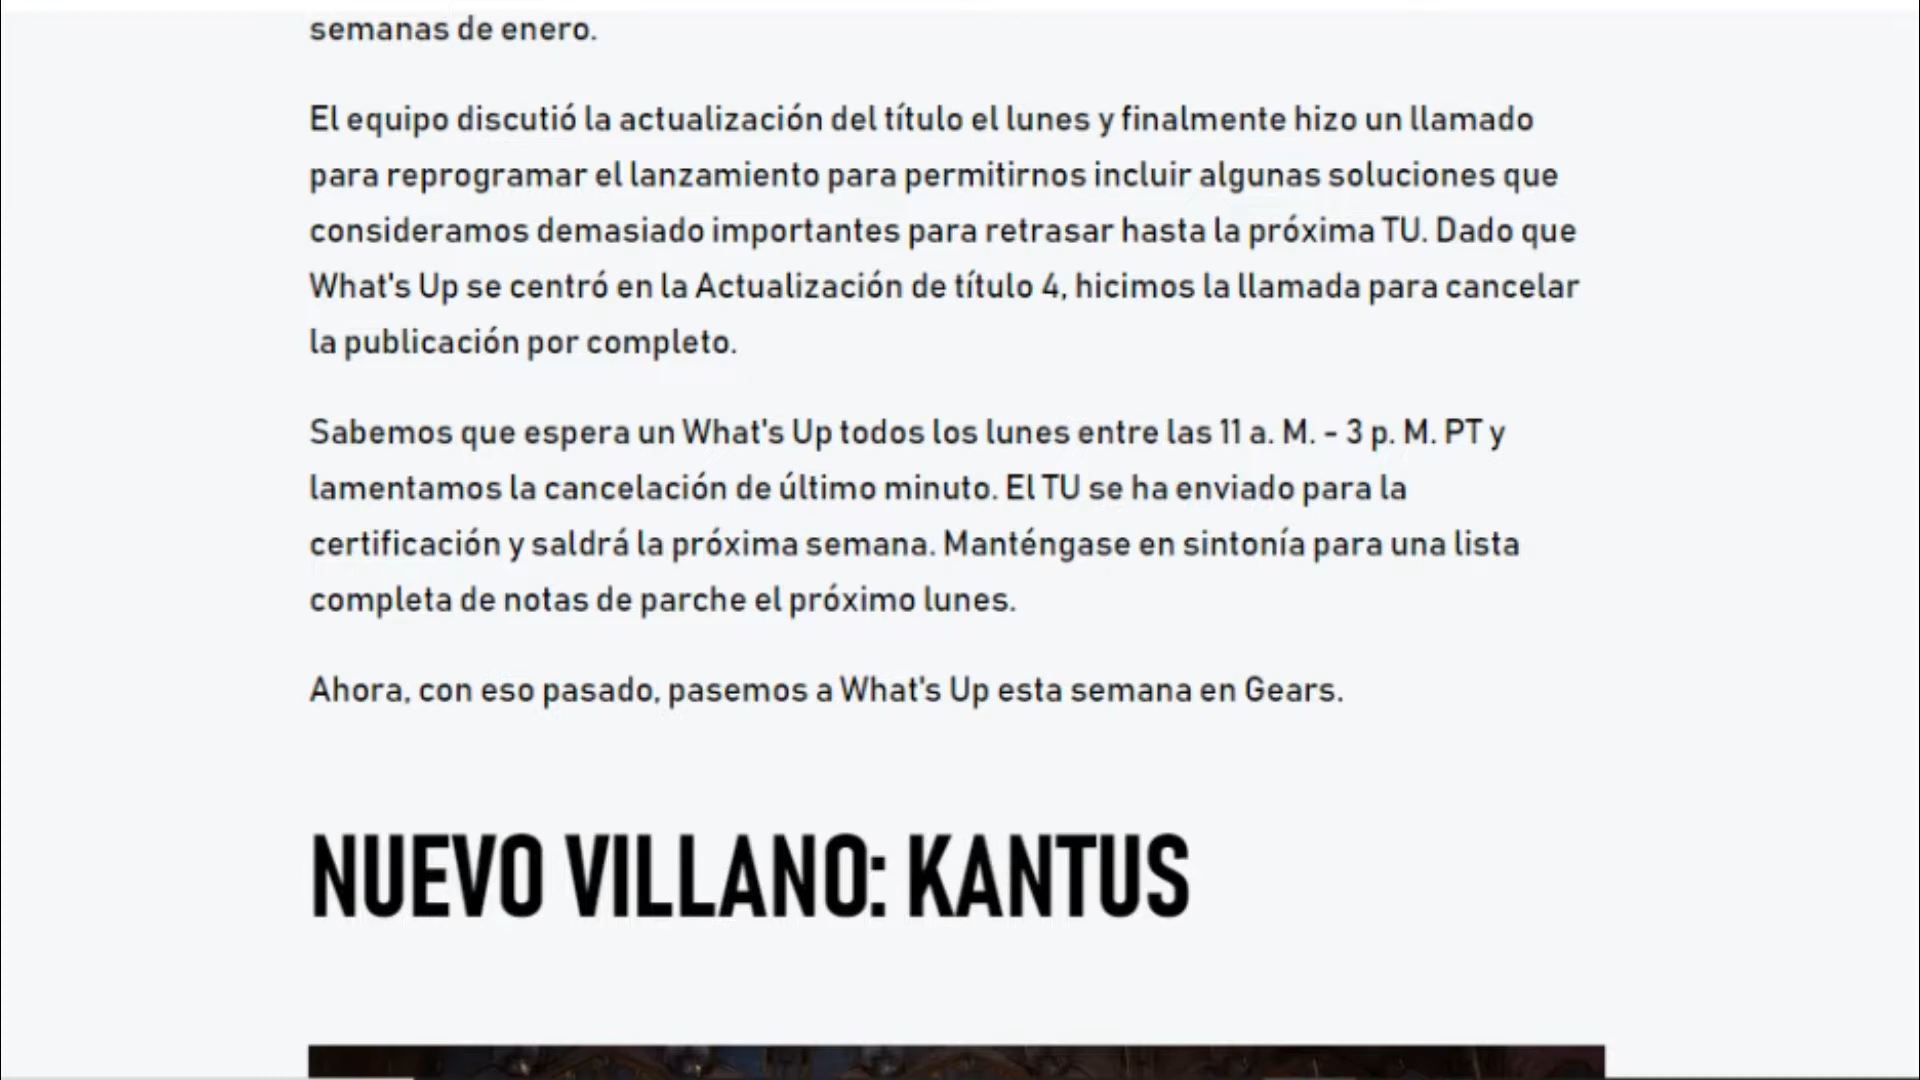 semanas de enero.
El equipo discutió la actualización del título el lunes y finalmente hizo un llamado
para reprogramar el lanzamiento para permitirnos incluir algunas soluciones que
consideramos demasiado importantes para retrasar hasta la próxima TU. Dado que
What's Up se centró en la Actualización de título 4, hicimos la llamada para cancelar
la publicación por completo.
Sabemos que espera un What's Up todos los lunes entre las 11 a. M. - 3 p. M. PT y
lamentamos la cancelación de último minuto. El TU se ha enviado para la
certificación y saldrá la próxima semana. Manténgase en sintonía para una lista
completa de notas de parche el próximo lunes.
Ahora, con eso pasado, pasemos a What's Up esta semana en Gears.
NUEVO VILLANO: KANTUS